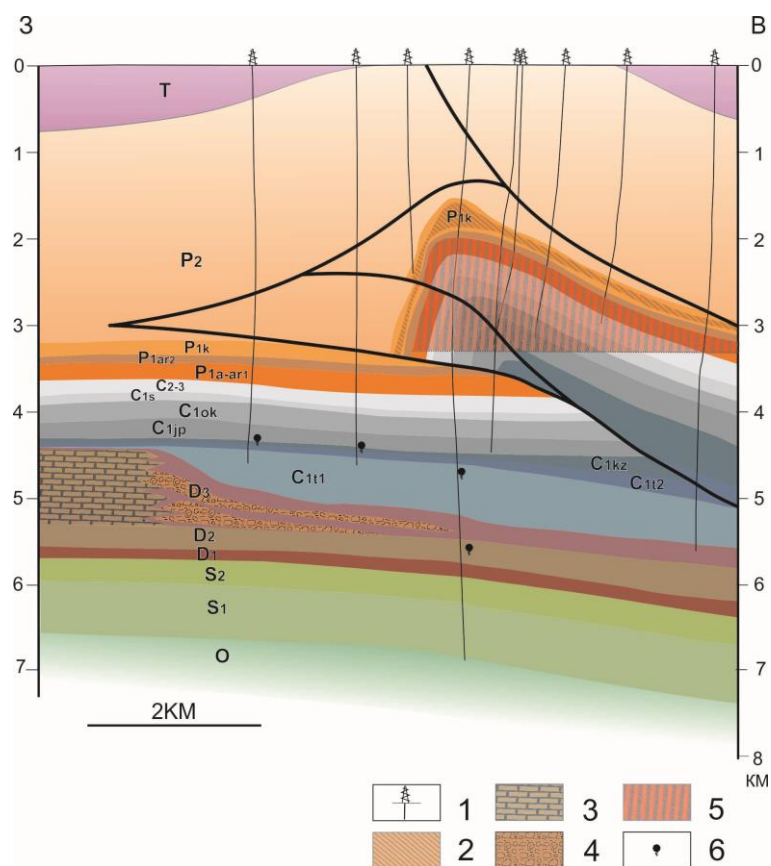 З В
0 0
T
1 1
P1k
2 2
P2
3 3
P1k
P1ar2
P1a-ar1
C2-3
C1s
4 4
C1ok
C1jp
C1kz
C1t1
C1t2
D3
5 5
D2
D1
6 6
S2
S1
O
7 7
2КМ
8
КМ
1 3 5
2 4 6